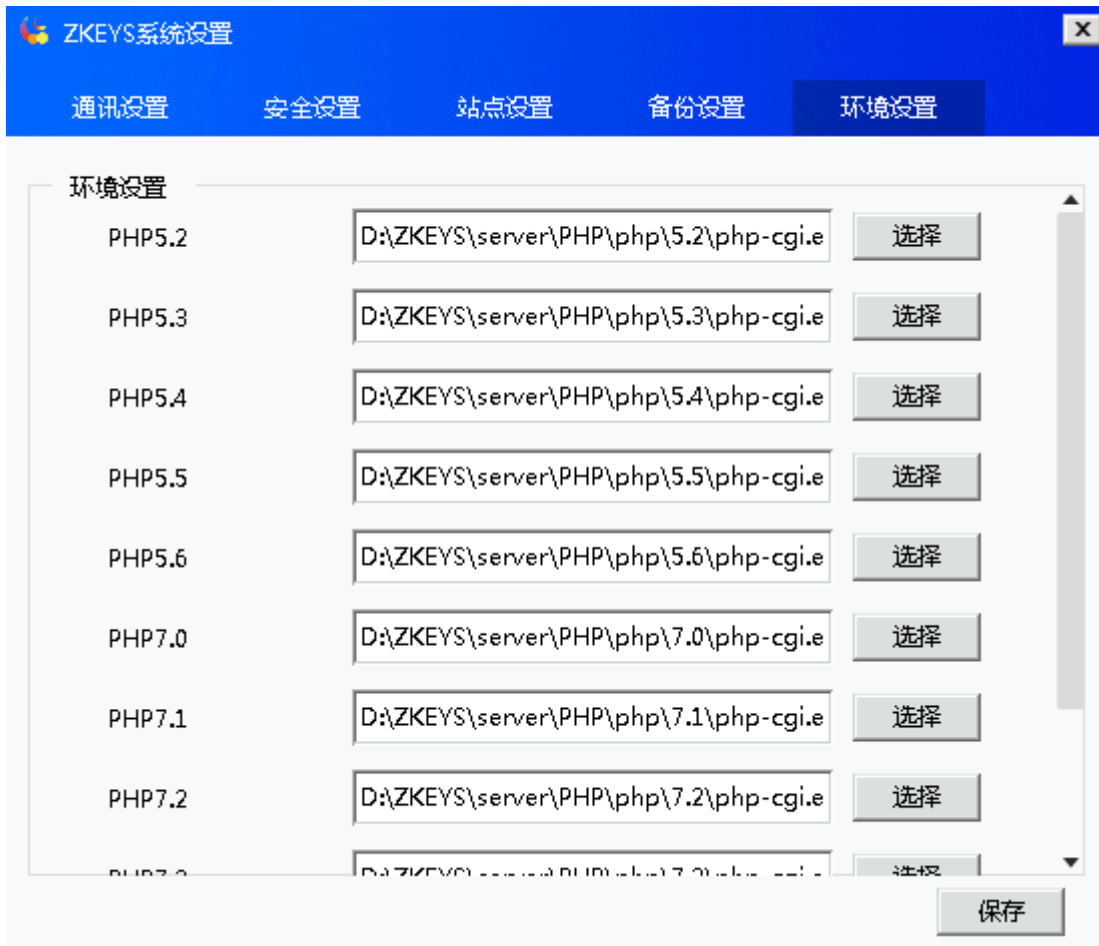 ZKEYS系统设置
通讯设置 安全设置 站点设置 备份设置 环境设置
环境设置
PHP5.2 D:\ZKEYS\server\PHP\php\5.2\php-cgi.e 选择
PHP5.3 D:\ZKEYS\server\PHP\php\5.3\php-cgi.e 选择
PHP5.4 D:\ZKEYS\server\PHP\php\5.4\php-cgi.e 选择
PHP5.5 D:\ZKEYS\server\PHP\php\5.5\php-cgi.e 选择
PHP5.6 D:\ZKEYS\server\PHP\php\5.6\php-cgi.e 选择
PHP7.0 D:\ZKEYS\server\PHP\php\7.0\php-cgi.e 选择
PHP7.1 D:\ZKEYS\server\PHP\php\7.1\php-cgi.e 选择
PHP7.2 D:\ZKEYS\server\PHP\php\7.2\php-cgi.e 选择
保存